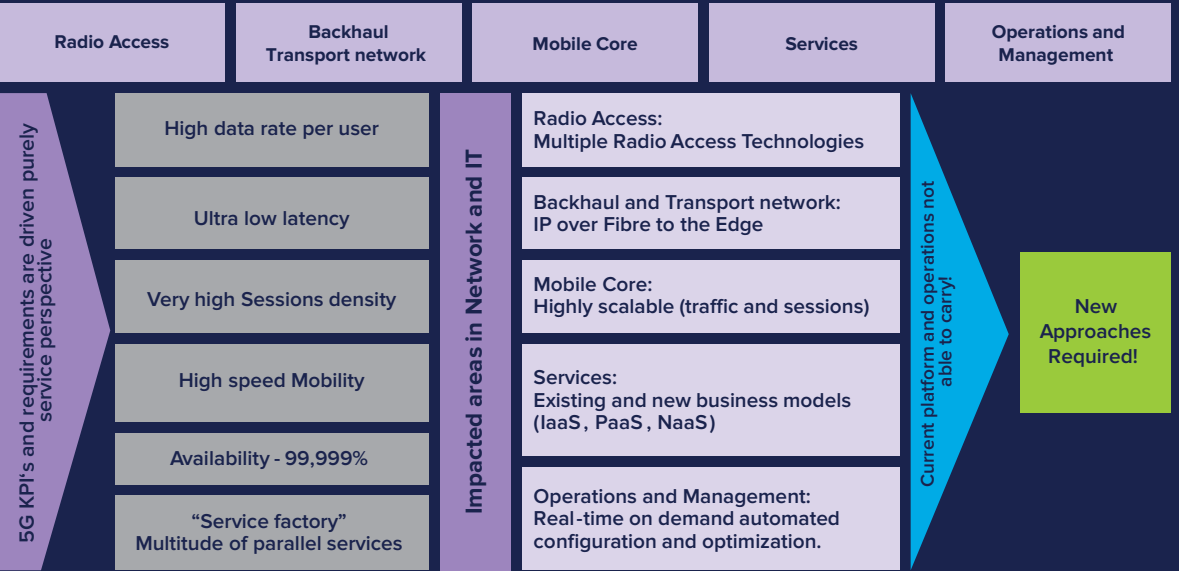 Radio Access
Backhaul
Transport network
Mobile Core
Services
Operations and
Management
5G KPI's and requirements are driven purely
service perspective
High data rate per user
Ultra low latency
Very high Sessions density
High speed Mobility
Availability - 99,999%
“Service factory”
Multitude of parallel services
Impacted areas in Network and IT
Radio Access:
Multiple Radio Access Technologies
Backhaul and Transport network:
IP over Fibre to the Edge
Mobile Core:
Highly scalable (traffic and sessions)
Services:
Existing and new business models
(IaaS, PaaS, NaaS)
Operations and Management:
Real-time on demand automated
configuration and optimization.
Current platform and operations not
able to carry!
New
Approaches
Required!